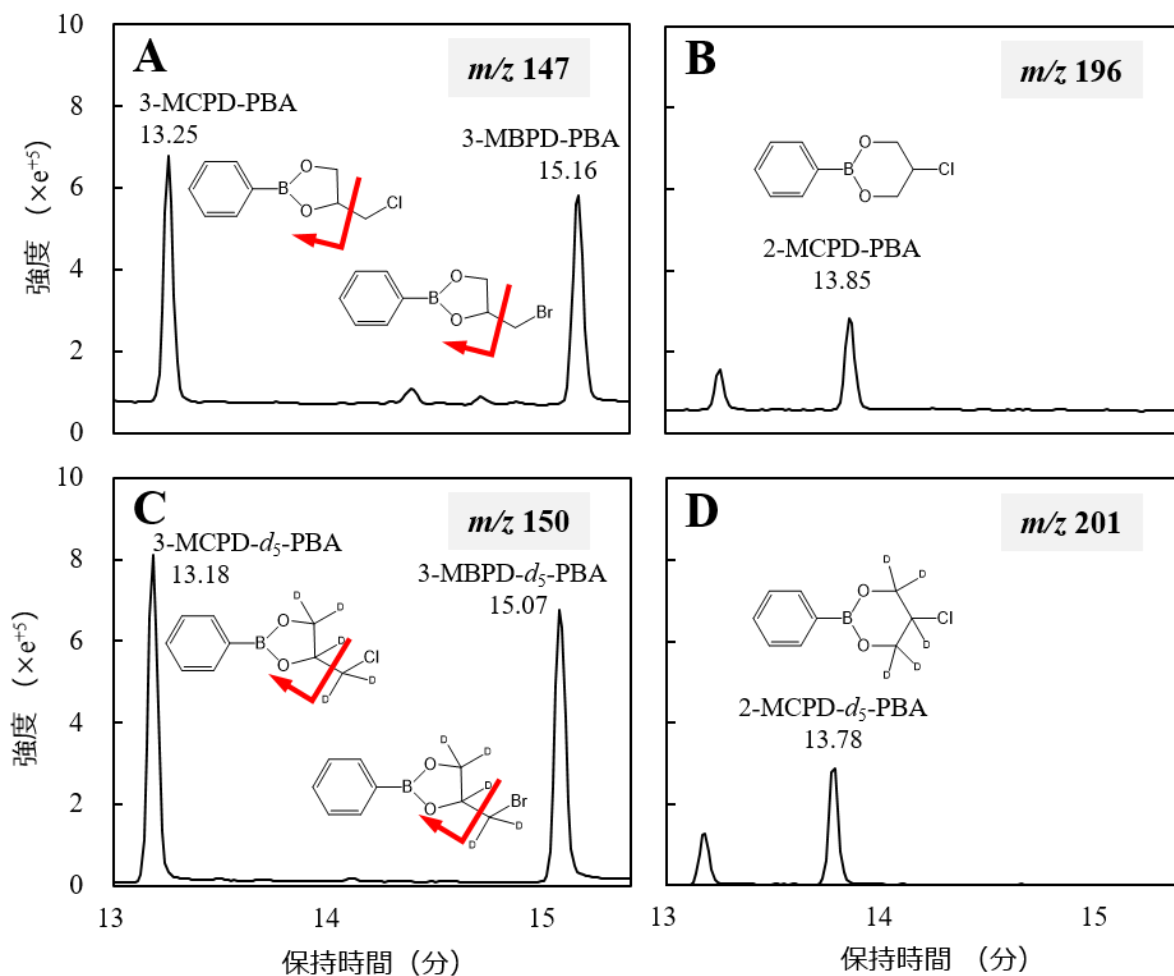 A
m/z 147
3-MCPD-PBA
13.25
3-MBPD-PBA
15.16
B
O
O
Cl
B
O
O
Br
10
8
6
4
2
0
強度 (×e+5)
B
m/z 196
B
O
O
Cl
2-MCPD-PBA
13.85
C
m/z 150
3-MCPD-d5-PBA
13.18
3-MBPD-d5-PBA
15.07
B
O
O
D
D
D
Cl
D
D
B
O
O
D
D
D
Br
D
D
10
8
6
4
2
0
強度 (×e+5)
13
14
15
保持時間 (分)
D
m/z 201
B
O
O
D
D
Cl
D
D
D
2-MCPD-d5-PBA
13.78
13
14
15
保持時間 (分)